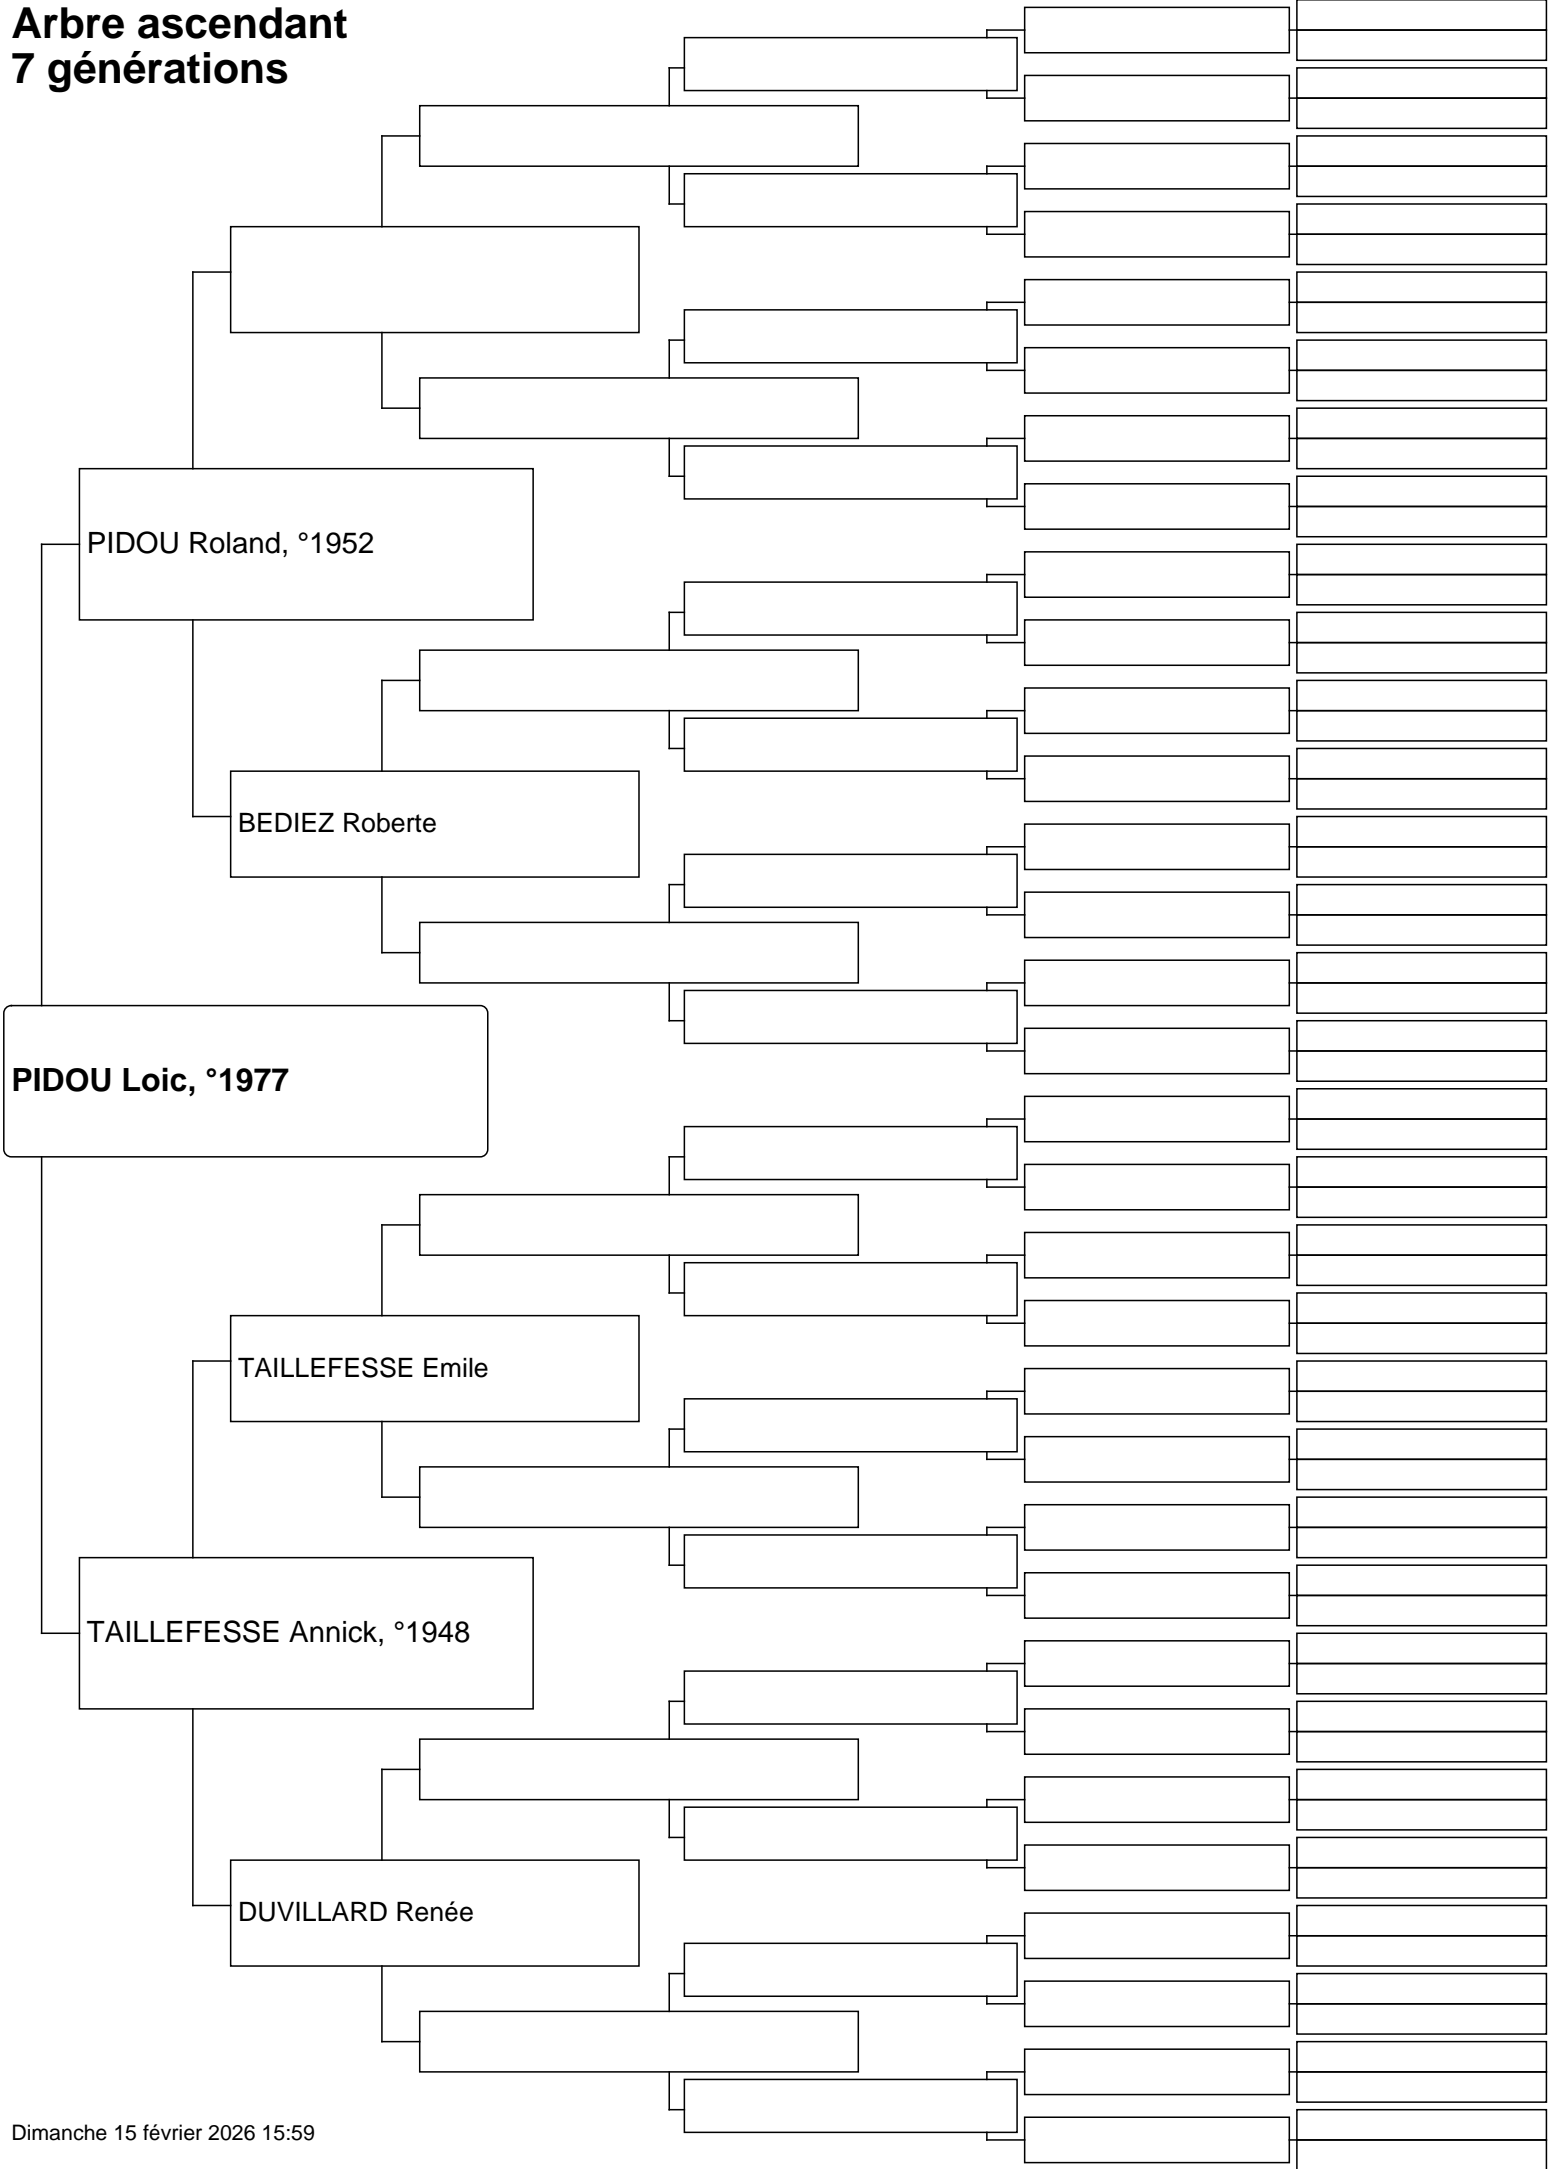 Arbre ascendant
7 générations
PIDOU Roland, °1952
BEDIEZ Roberte
PIDOU Loic, °1977
TAILLEFESSE Emile
TAILLEFESSE Annick, °1948
DUVILLARD Renée
Dimanche 15 février 2026 15:59